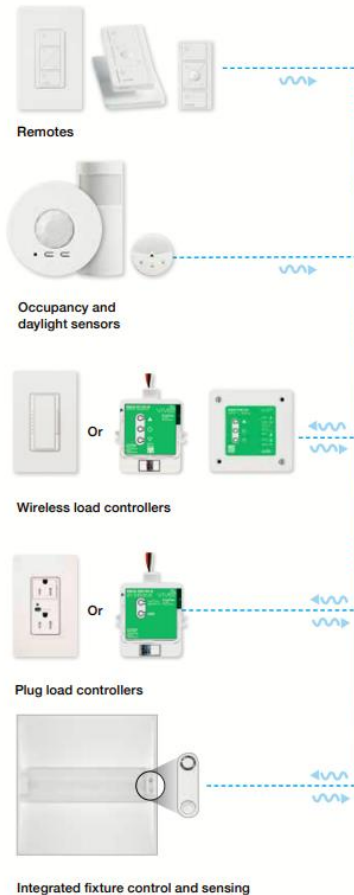 Remotes
Occupancy and
daylight sensors
Or
Wireless load controllers
Or
Plug load controllers
Integrated fixture control and sensing